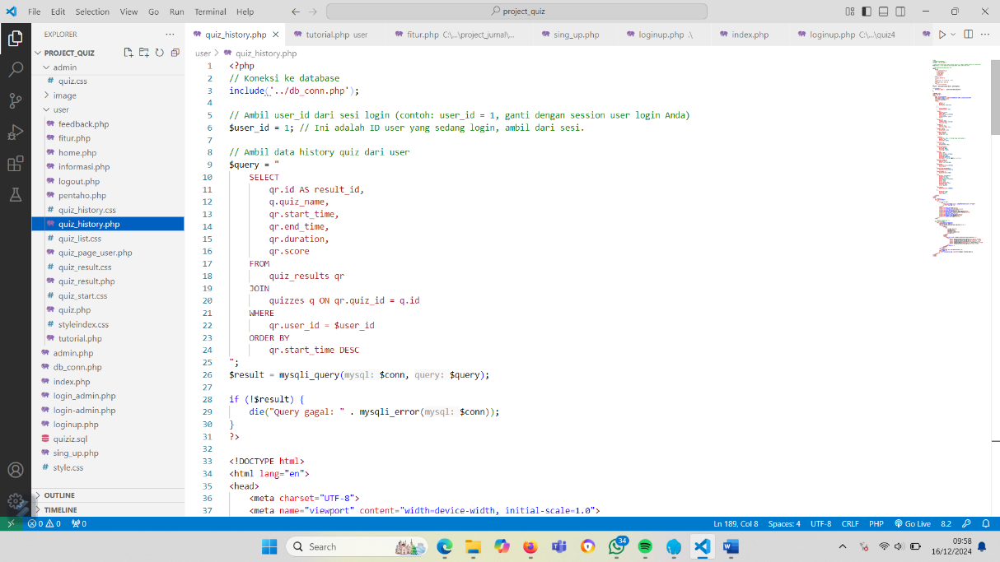 File Edit Selection View Go Run Terminal Help
project_quiz
EXPLORER
PROJECT_QUIZ
admin
quiz.css
image
user
feedback.php
fitur.php
home.php
informasi.php
logout.php
pentaho.php
quiz_history.css
quiz_history.php
quiz_list.css
quiz_page_user.php
quiz_result.css
quiz_result.php
quiz_start.css
quiz.php
styleindex.css
tutorial.php
admin.php
db_conn.php
index.php
login_admin.php
login-admin.php
loginup.php
quiziz.sql
sing_up.php
style.css
OUTLINE
TIMELINE
quiz_history.php tutorial.php user fitur.php C:\...\project_jurnal\... sing_up.php loginup.php .\ index.php loginup.php C:\...\quiz4
user > quiz_history.php
1 <?php
2 // Koneksi ke database
3 include('../db_conn.php');
4
5 // Ambil user_id dari sesi login (contoh: user_id = 1, ganti dengan session user login Anda)
6 $user_id = 1; // Ini adalah ID user yang sedang login, ambil dari sesi.
7
8 // Ambil data history quiz dari user
9 $query = "
10 SELECT
11 qr.id AS result_id,
12 q.quiz_name,
13 qr.start_time,
14 qr.end_time,
15 qr.duration,
16 qr.score
17 FROM
18 quiz_results qr
19 JOIN
20 quizzes q ON qr.quiz_id = q.id
21 WHERE
22 qr.user_id = $user_id
23 ORDER BY
24 qr.start_time DESC
25 ";
26 $result = mysqli_query(mysql: $conn, query: $query);
27
28 if (!$result) {
29 die("Query gagal: " . mysqli_error(mysql: $conn));
30 }
31 ?>
32
33 <!DOCTYPE html>
34 <html lang="en">
35 <head>
36 <meta charset="UTF-8">
37 <meta name="viewport" content="width=device-width, initial-scale=1.0">
0 0 0
Ln 189, Col 8 Spaces: 4 UTF-8 CRLF PHP Go Live 8.2
Search
34
09:58
16/12/2024